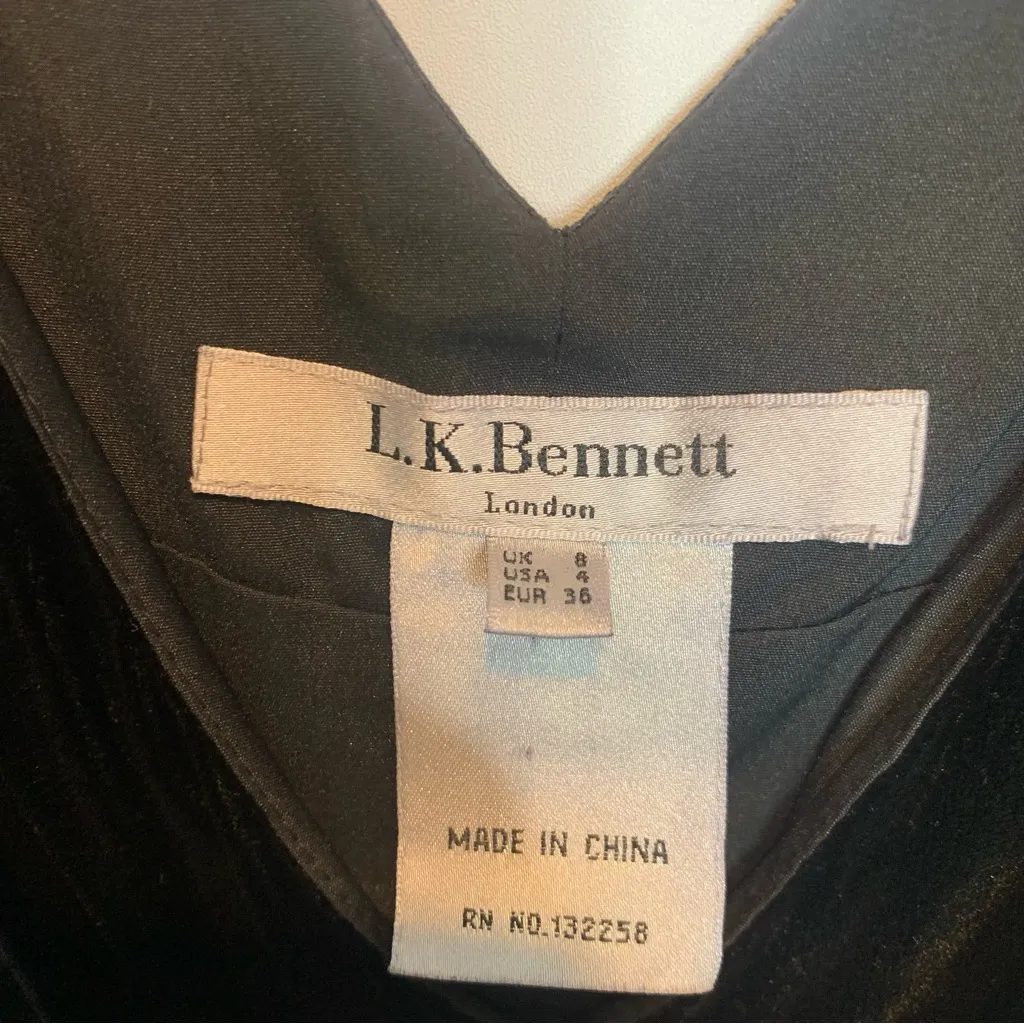 L.K.Bennett
London
UK 8
USA 4
EUR 36
MADE IN CHINA
RN NO.132258